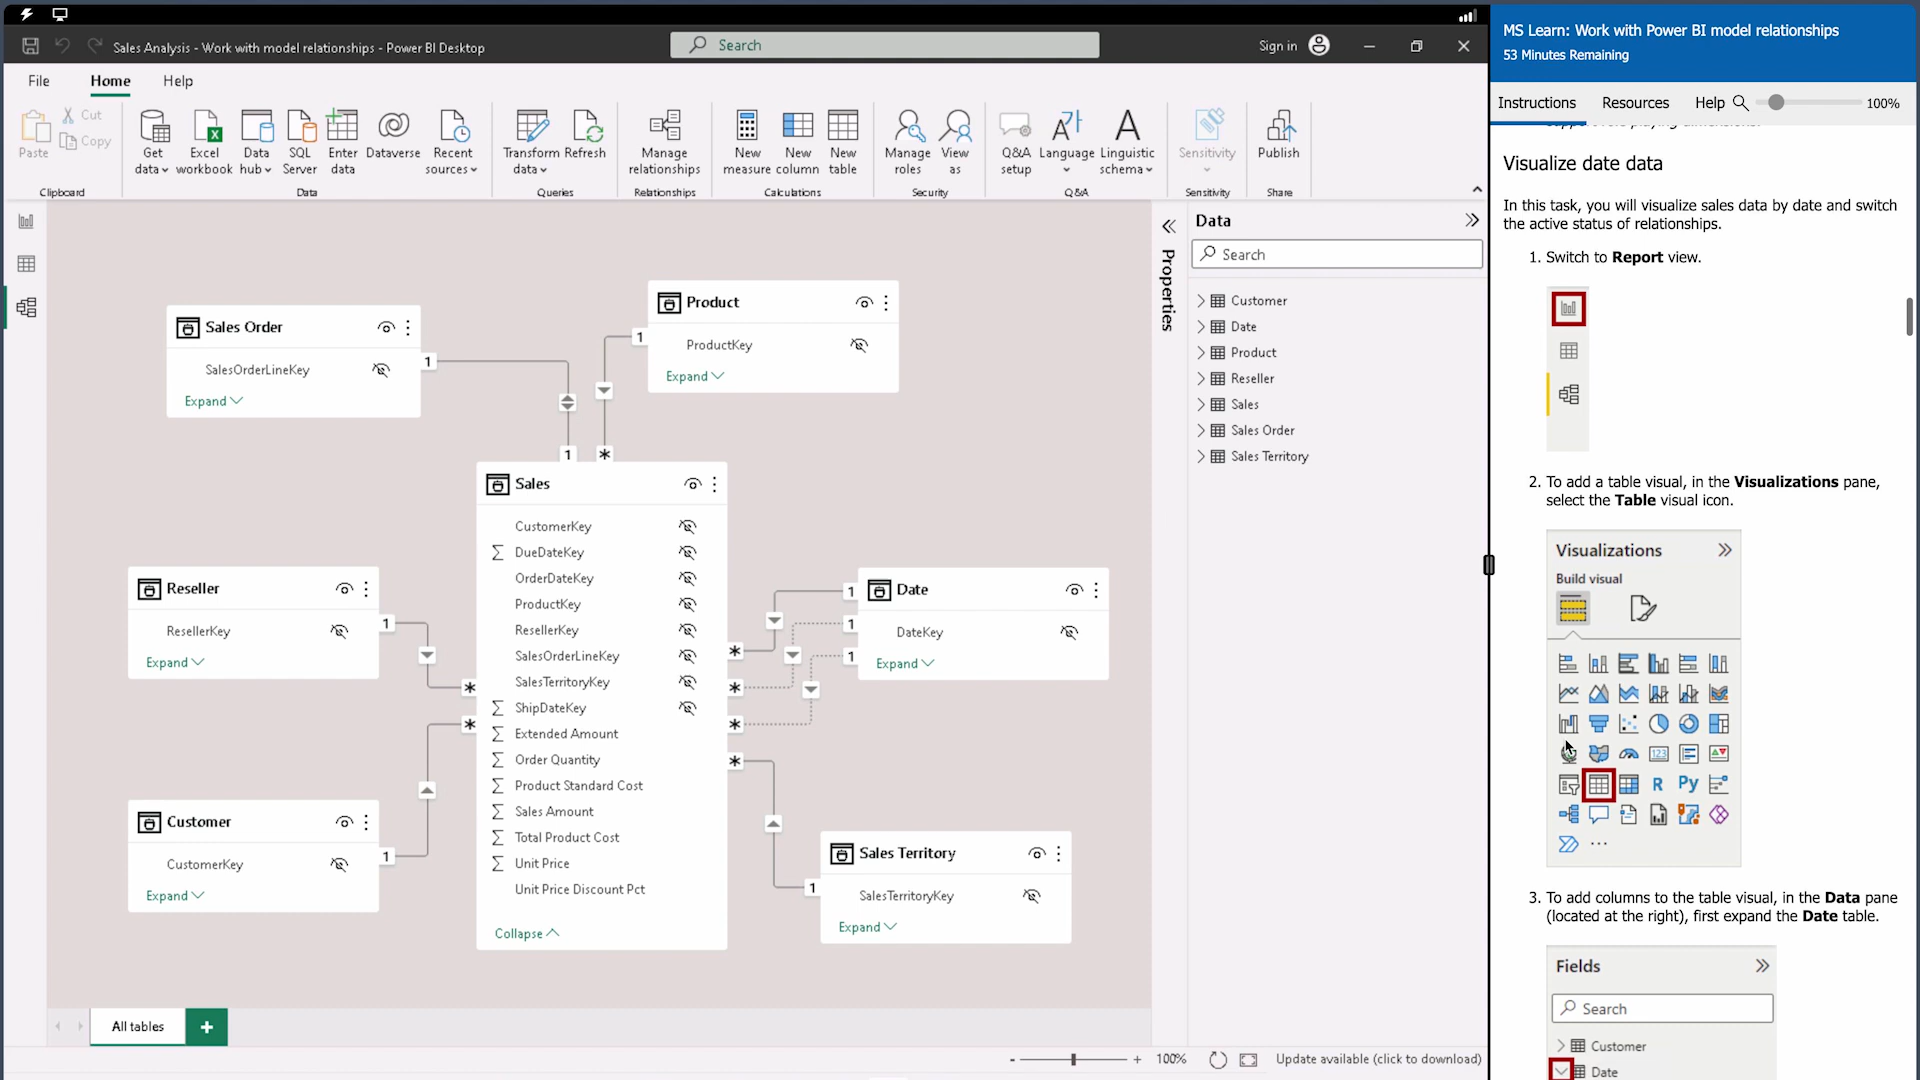 Sales Analysis - Work with model relationships - Power BI Desktop
Search
Sign in
File
Home
Help
Paste
Cut
Copy
Clipboard
Get data
Excel workbook
Data hub
SQL Server
Enter data
Dataverse
Recent sources
Data
Transform data
Refresh
Queries
Manage relationships
Relationships
New measure
New column
New table
Calculations
Manage roles
View as
Security
Q&A setup
Language
Linguistic schema
Q&A
Sensitivity
Sensitivity
Publish
Share
Sales Order
SalesOrderLineKey
Expand
1
1
Product
ProductKey
Expand
1
*
Sales
CustomerKey
DueDateKey
OrderDateKey
ProductKey
ResellerKey
SalesOrderLineKey
SalesTerritoryKey
ShipDateKey
Extended Amount
Order Quantity
Product Standard Cost
Sales Amount
Total Product Cost
Unit Price
Unit Price Discount Pct
Collapse
Reseller
ResellerKey
Expand
1
*
Customer
CustomerKey
Expand
1
*
Date
DateKey
Expand
1
1
1
*
*
*
*
Sales Territory
SalesTerritoryKey
Expand
1
All tables
+
Properties
Data
Search
Customer
Date
Product
Reseller
Sales
Sales Order
Sales Territory
- + 100%
Update available (click to download)
MS Learn: Work with Power BI model relationships
53 Minutes Remaining
Instructions
Resources
Help
100%
Visualize date data
In this task, you will visualize sales data by date and switch
the active status of relationships.
1. Switch to Report view.
2. To add a table visual, in the Visualizations pane,
select the Table visual icon.
Visualizations
Build visual
123
R
Py
...
3. To add columns to the table visual, in the Data pane
(located at the right), first expand the Date table.
Fields
Search
Customer
Date